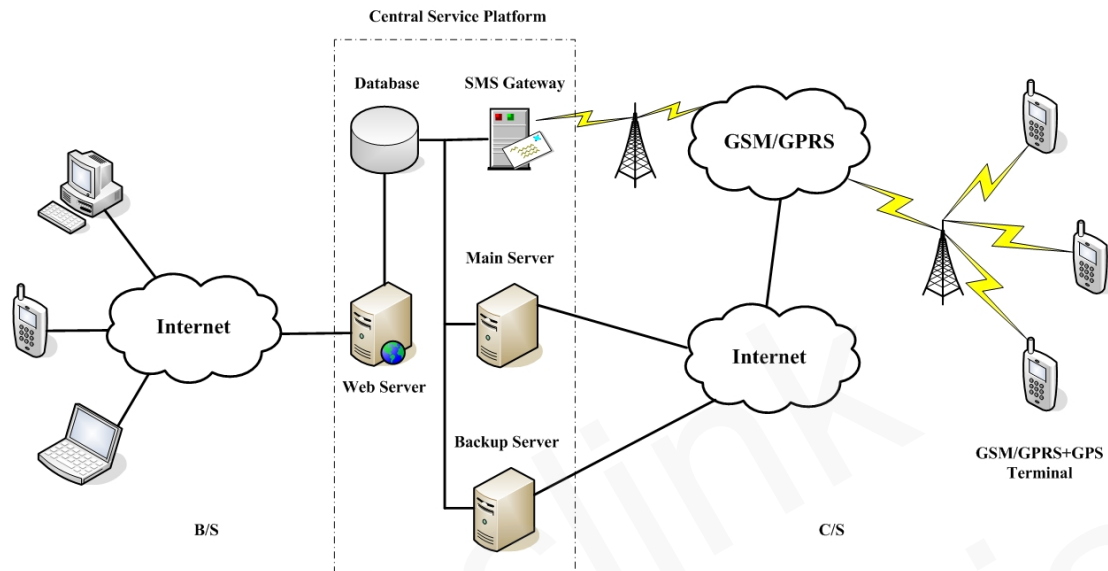 Central Service Platform
Database
SMS Gateway
GSM/GPRS
Main Server
Internet
Internet
Web Server
Backup Server
GSM/GPRS+GPS
Terminal
B/S
C/S